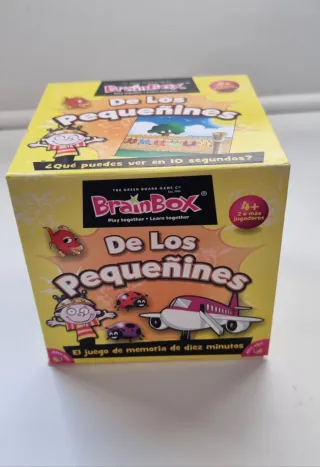 BrainBox
De Los
Pequeñines
¿Qué puedes ver en 10 segundos?
THE GREEN BOARD GAME CO
BrainBox®
Play together • Learn together
4+
2 o más
jugadores
De Los
Pequeñines
El juego de memoria de diez minutos